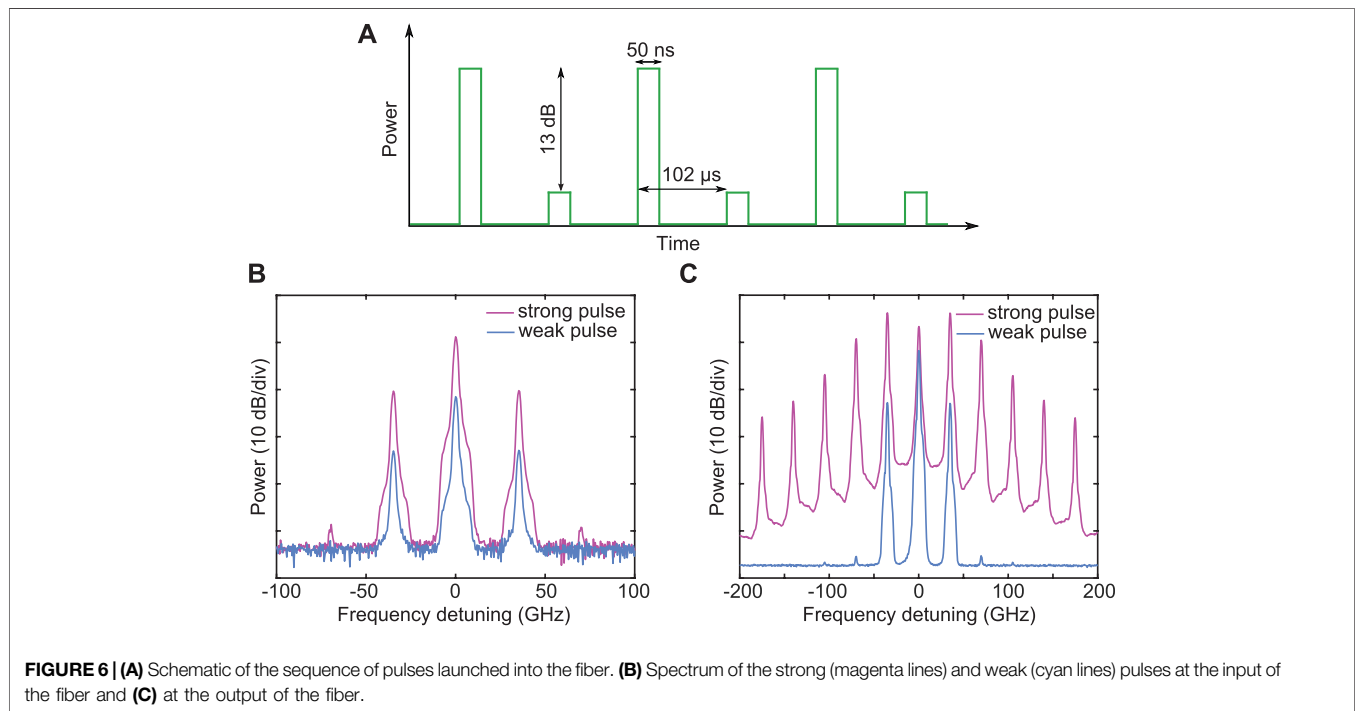 A
50 ns
13 dB
102 µs
Power
Time
B
strong pulse
weak pulse
Power (10 dB/div)
-100 -50 0 50 100
Frequency detuning (GHz)
C
strong pulse
weak pulse
Power (10 dB/div)
-200 -100 0 100 200
Frequency detuning (GHz)
FIGURE 6 | (A) Schematic of the sequence of pulses launched into the fiber. (B) Spectrum of the strong (magenta lines) and weak (cyan lines) pulses at the input of
the fiber and (C) at the output of the fiber.